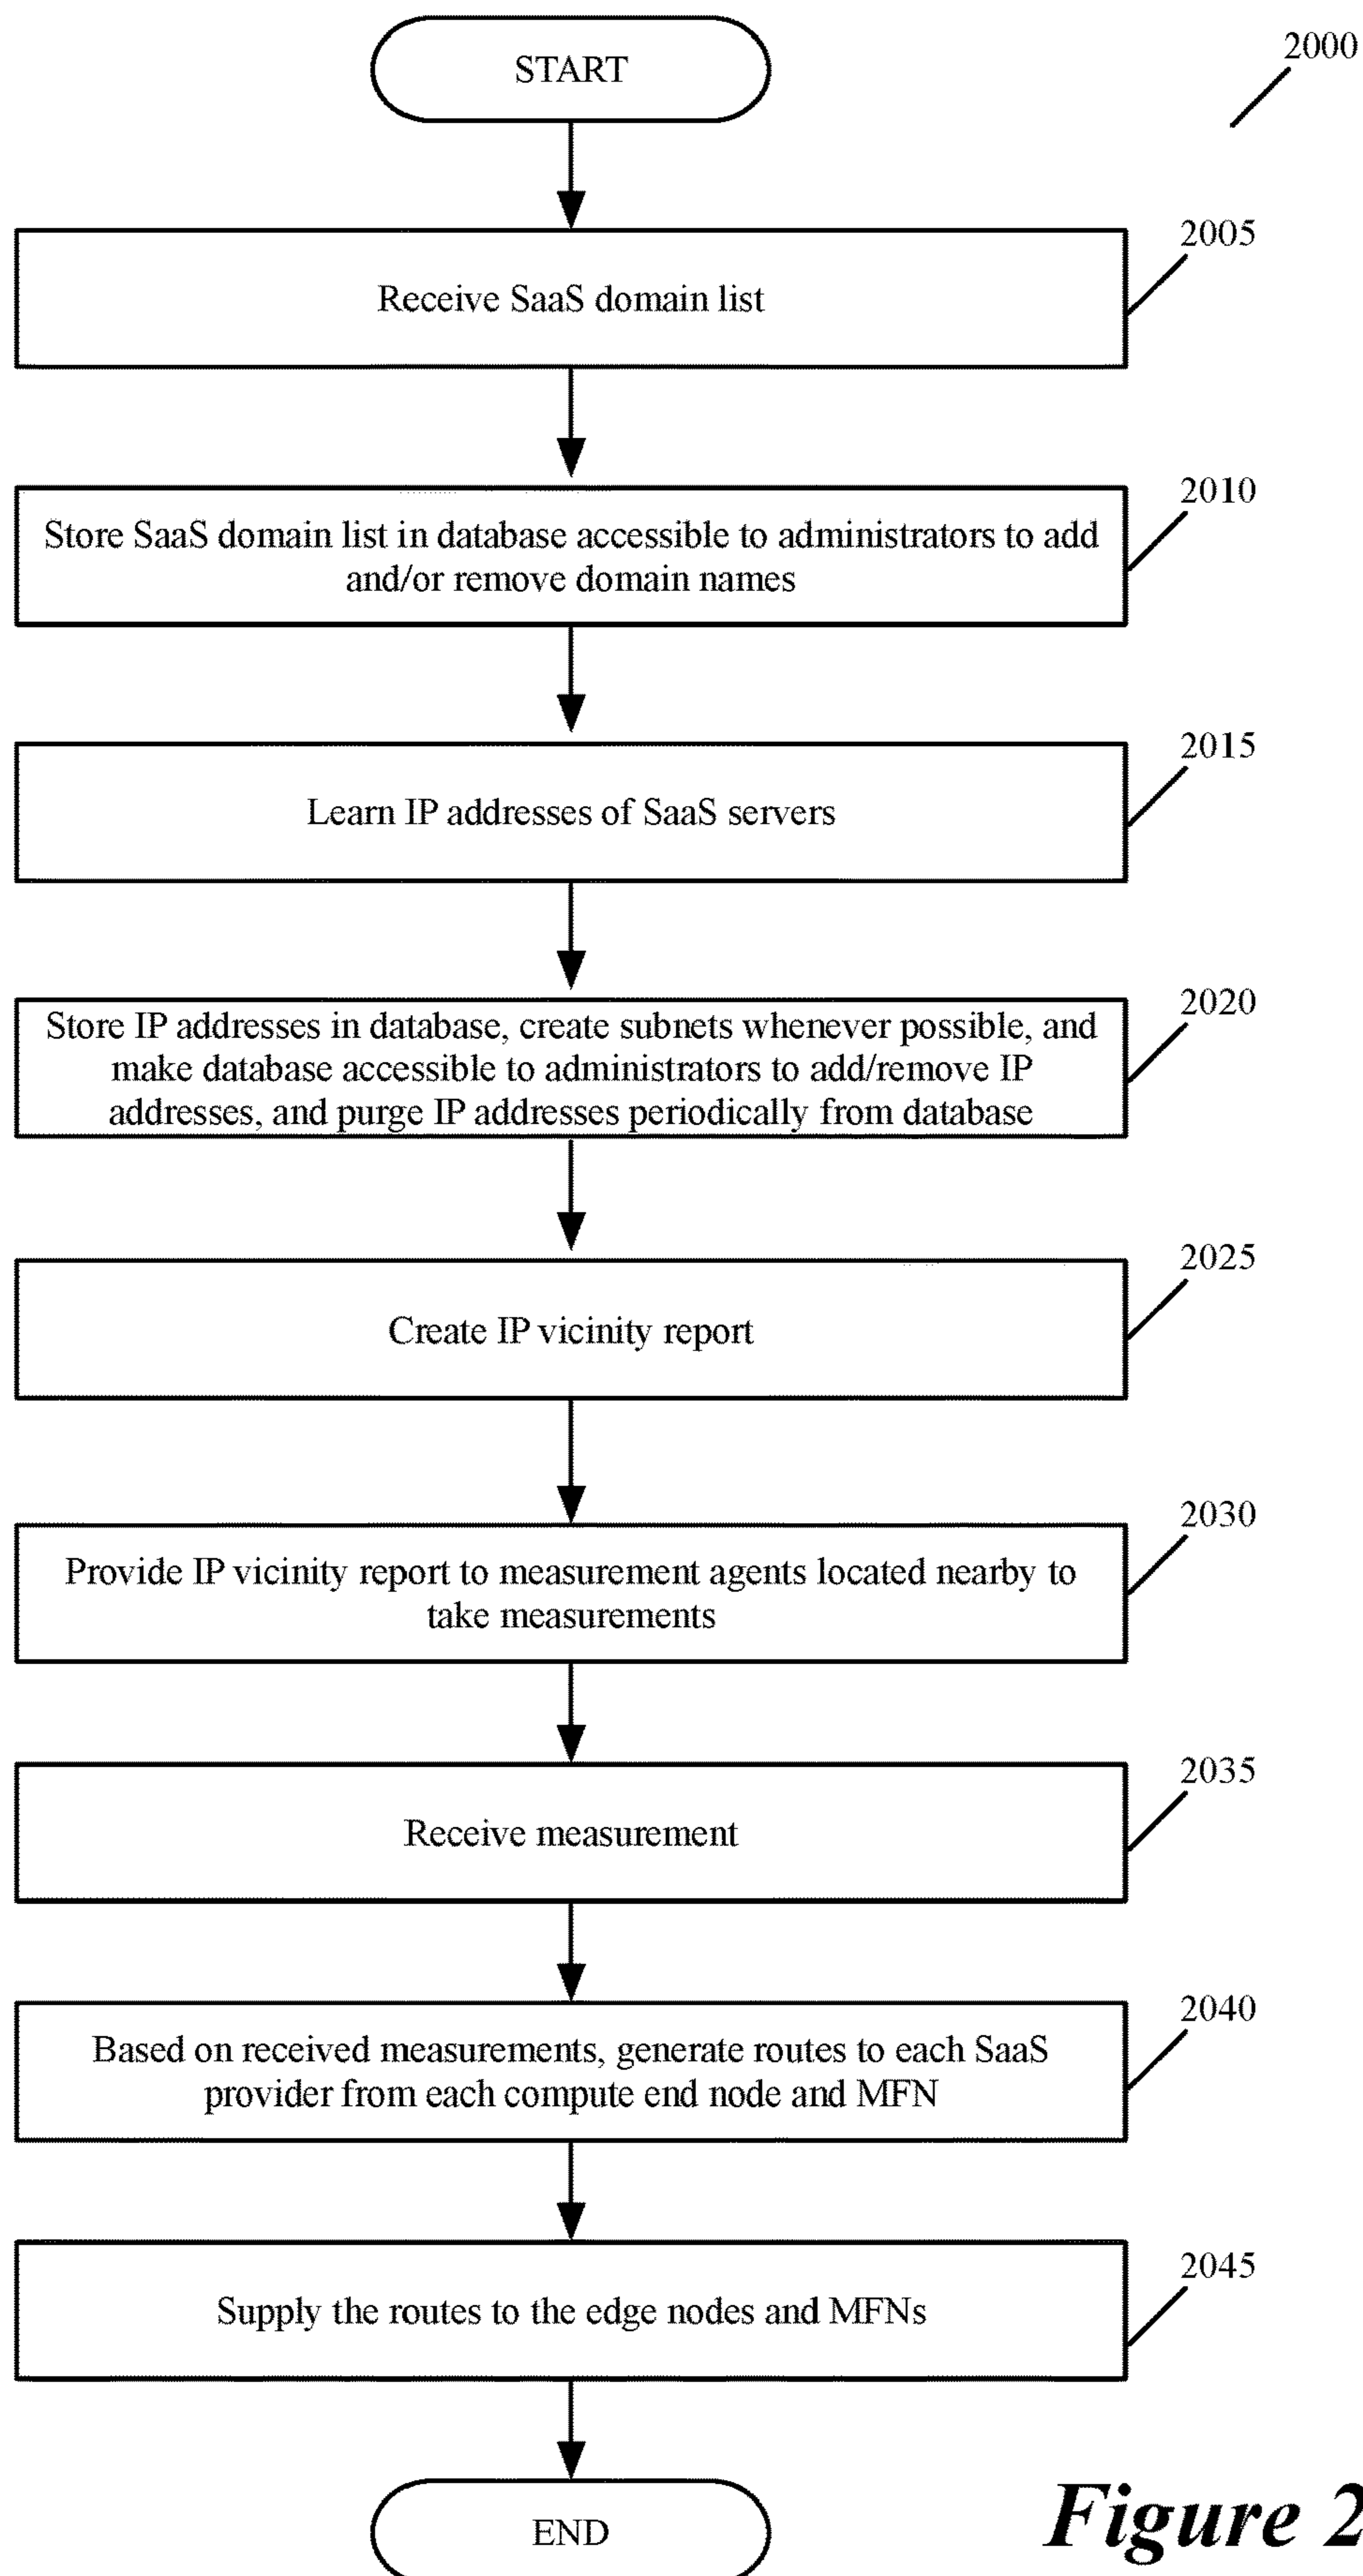 START
2000
2005
Receive SaaS domain list
2010
Store SaaS domain list in database accessible to administrators to add
and/or remove domain names
2015
Learn IP addresses of SaaS servers
2020
Store IP addresses in database, create subnets whenever possible, and
make database accessible to administrators to add/remove IP
addresses, and purge IP addresses periodically from database
2025
Create IP vicinity report
2030
Provide IP vicinity report to measurement agents located nearby to
take measurements
2035
Receive measurement
2040
Based on received measurements, generate routes to each SaaS
provider from each compute end node and MFN
2045
Supply the routes to the edge nodes and MFNs
END
Figure 2